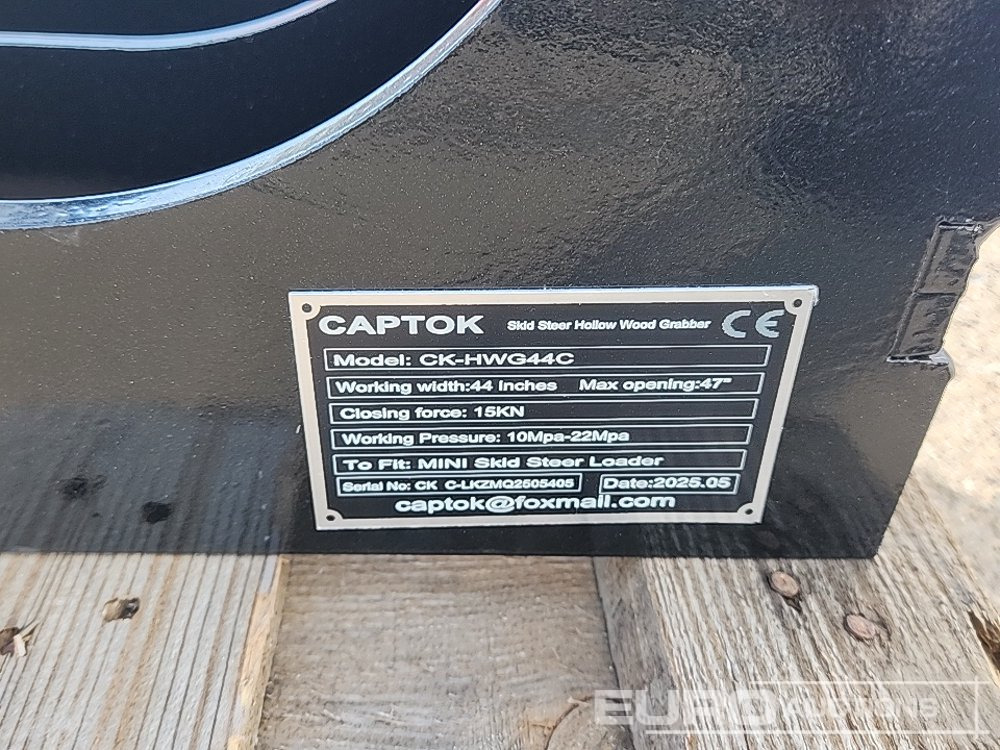 CAPTOK Skid Steer Hollow Wood Grabber CE
Model: CK-HWG44C
Working width:44 inches Max opening:47"
Closing force: 15KN
Working Pressure: 10Mpa-22Mpa
To Fit: MINI Skid Steer Loader
Serial No: CK C-LKZMQ2505405 Date:2025.05
captok@foxmail.com
EURO AUCTIONS